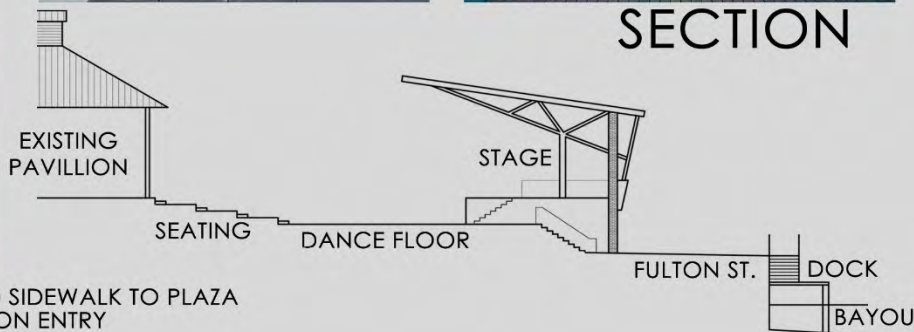 SECTION
EXISTING
PAVILLION
STAGE
SEATING
DANCE FLOOR
FULTON ST.
DOCK
SIDEWALK TO PLAZA
ON ENTRY
BAYOU